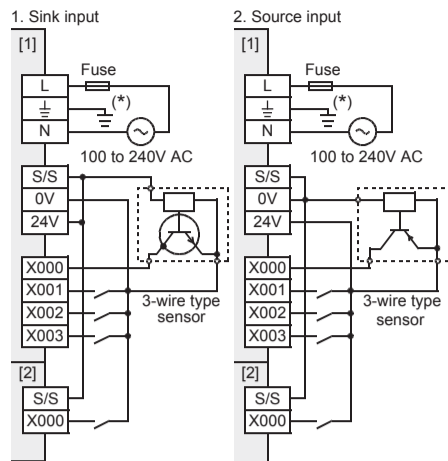 1. Sink input
[1]
L
Fuse
(*)
N
100 to 240V AC
S/S
0V
24V
X000
X001
X002
X003
3-wire type
sensor
[2]
S/S
X000
2. Source input
[1]
L
Fuse
(*)
N
100 to 240V AC
S/S
0V
24V
X000
X001
X002
X003
3-wire type
sensor
[2]
S/S
X000